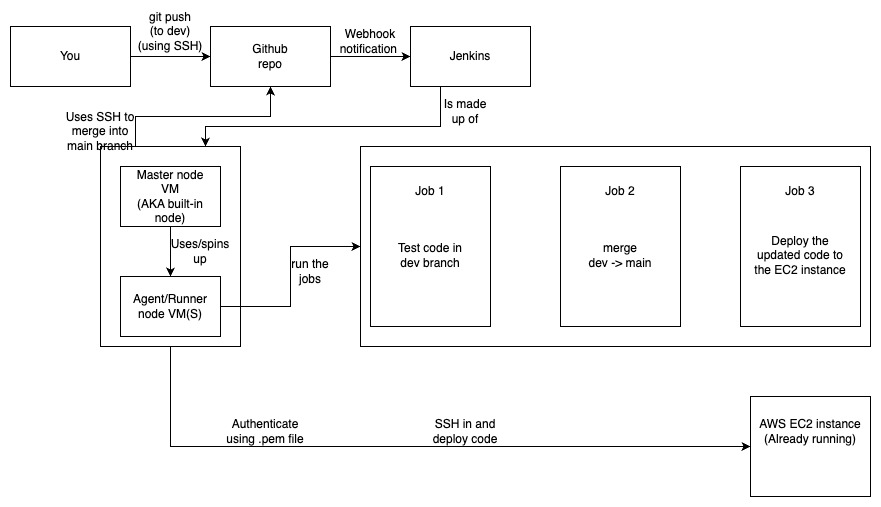 You
git push
(to dev)
(using SSH)
Github
repo
Webhook
notification
Jenkins
Is made
up of
Uses SSH to
merge into
main branch
Master node
VM
(AKA built-in
node)
Uses/spins
up
Agent/Runner
node VM(S)
run the
jobs
Job 1
Test code in
dev branch
Job 2
merge
dev -> main
Job 3
Deploy the
updated code to
the EC2 instance
Authenticate
using .pem file
SSH in and
deploy code
AWS EC2 instance
(Already running)